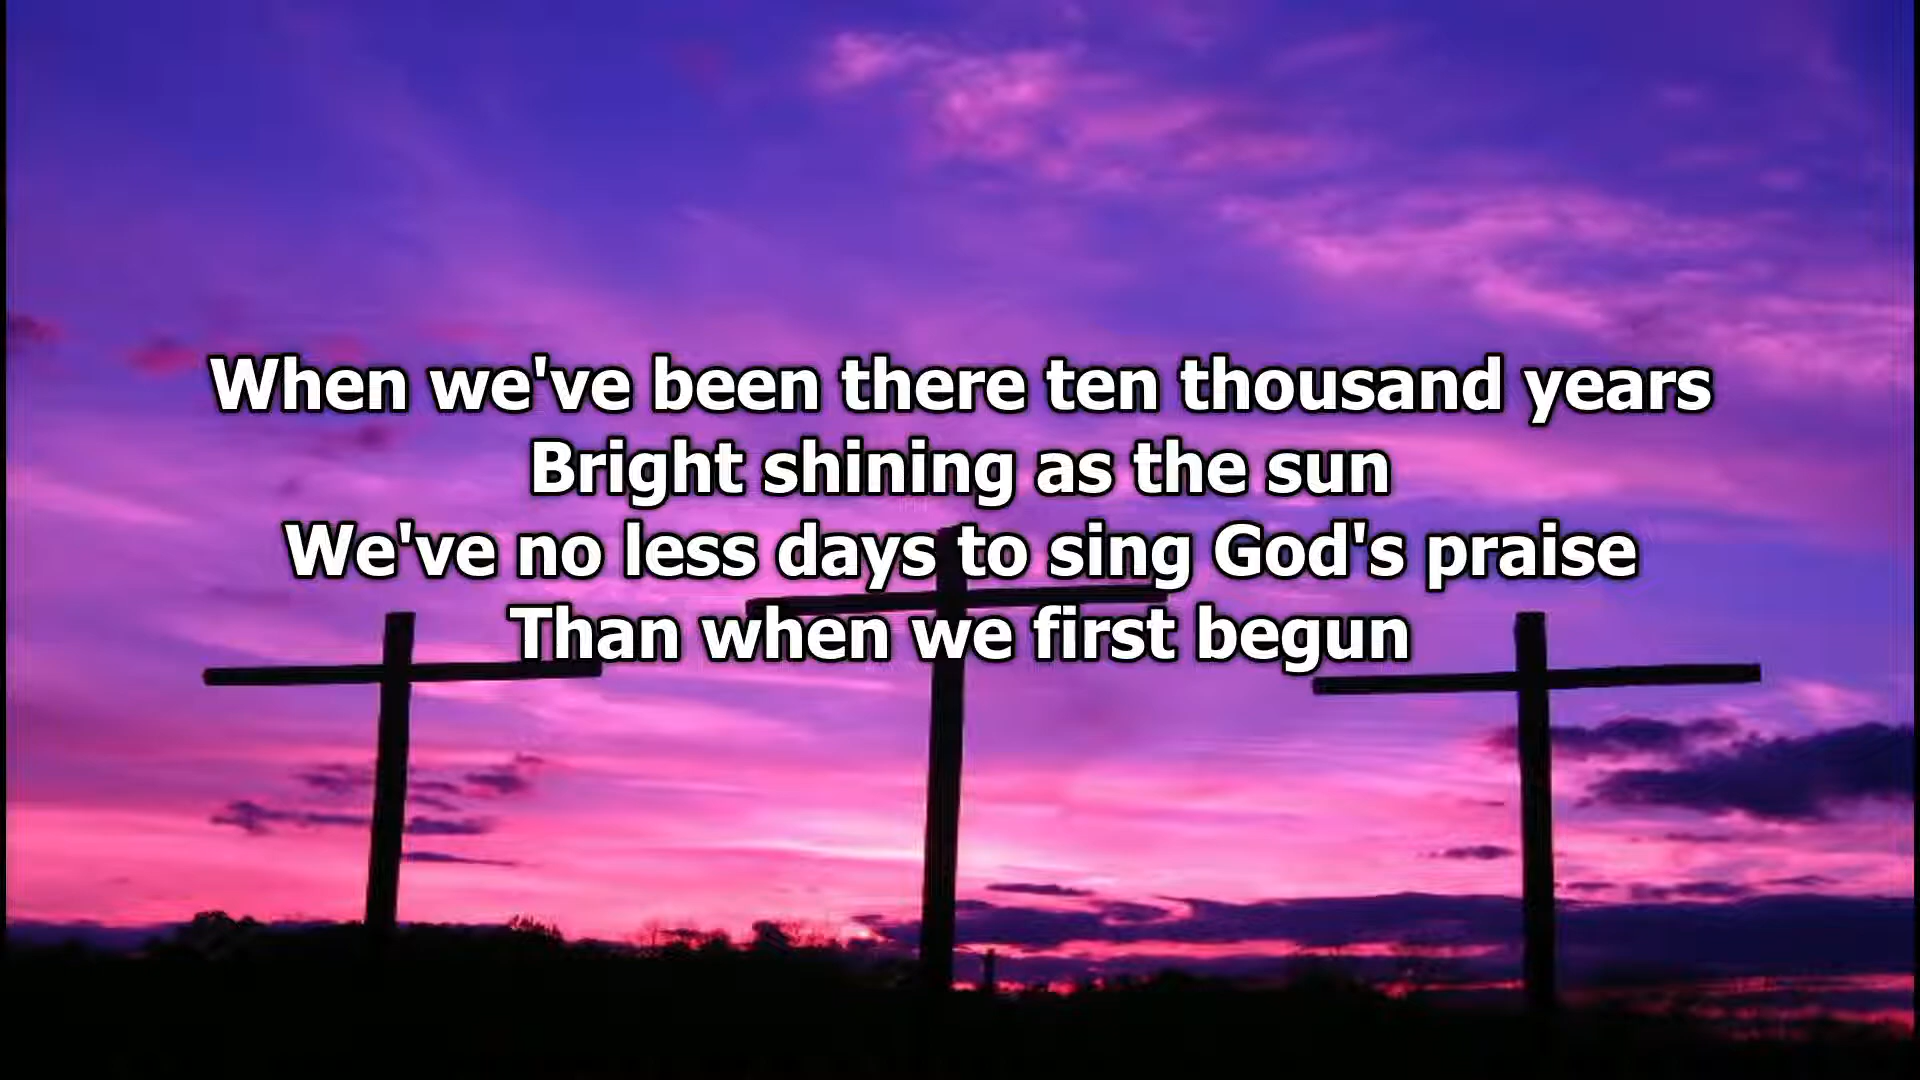 When we've been there ten thousand years
Bright shining as the sun
We've no less days to sing God's praise
Than when we first begun